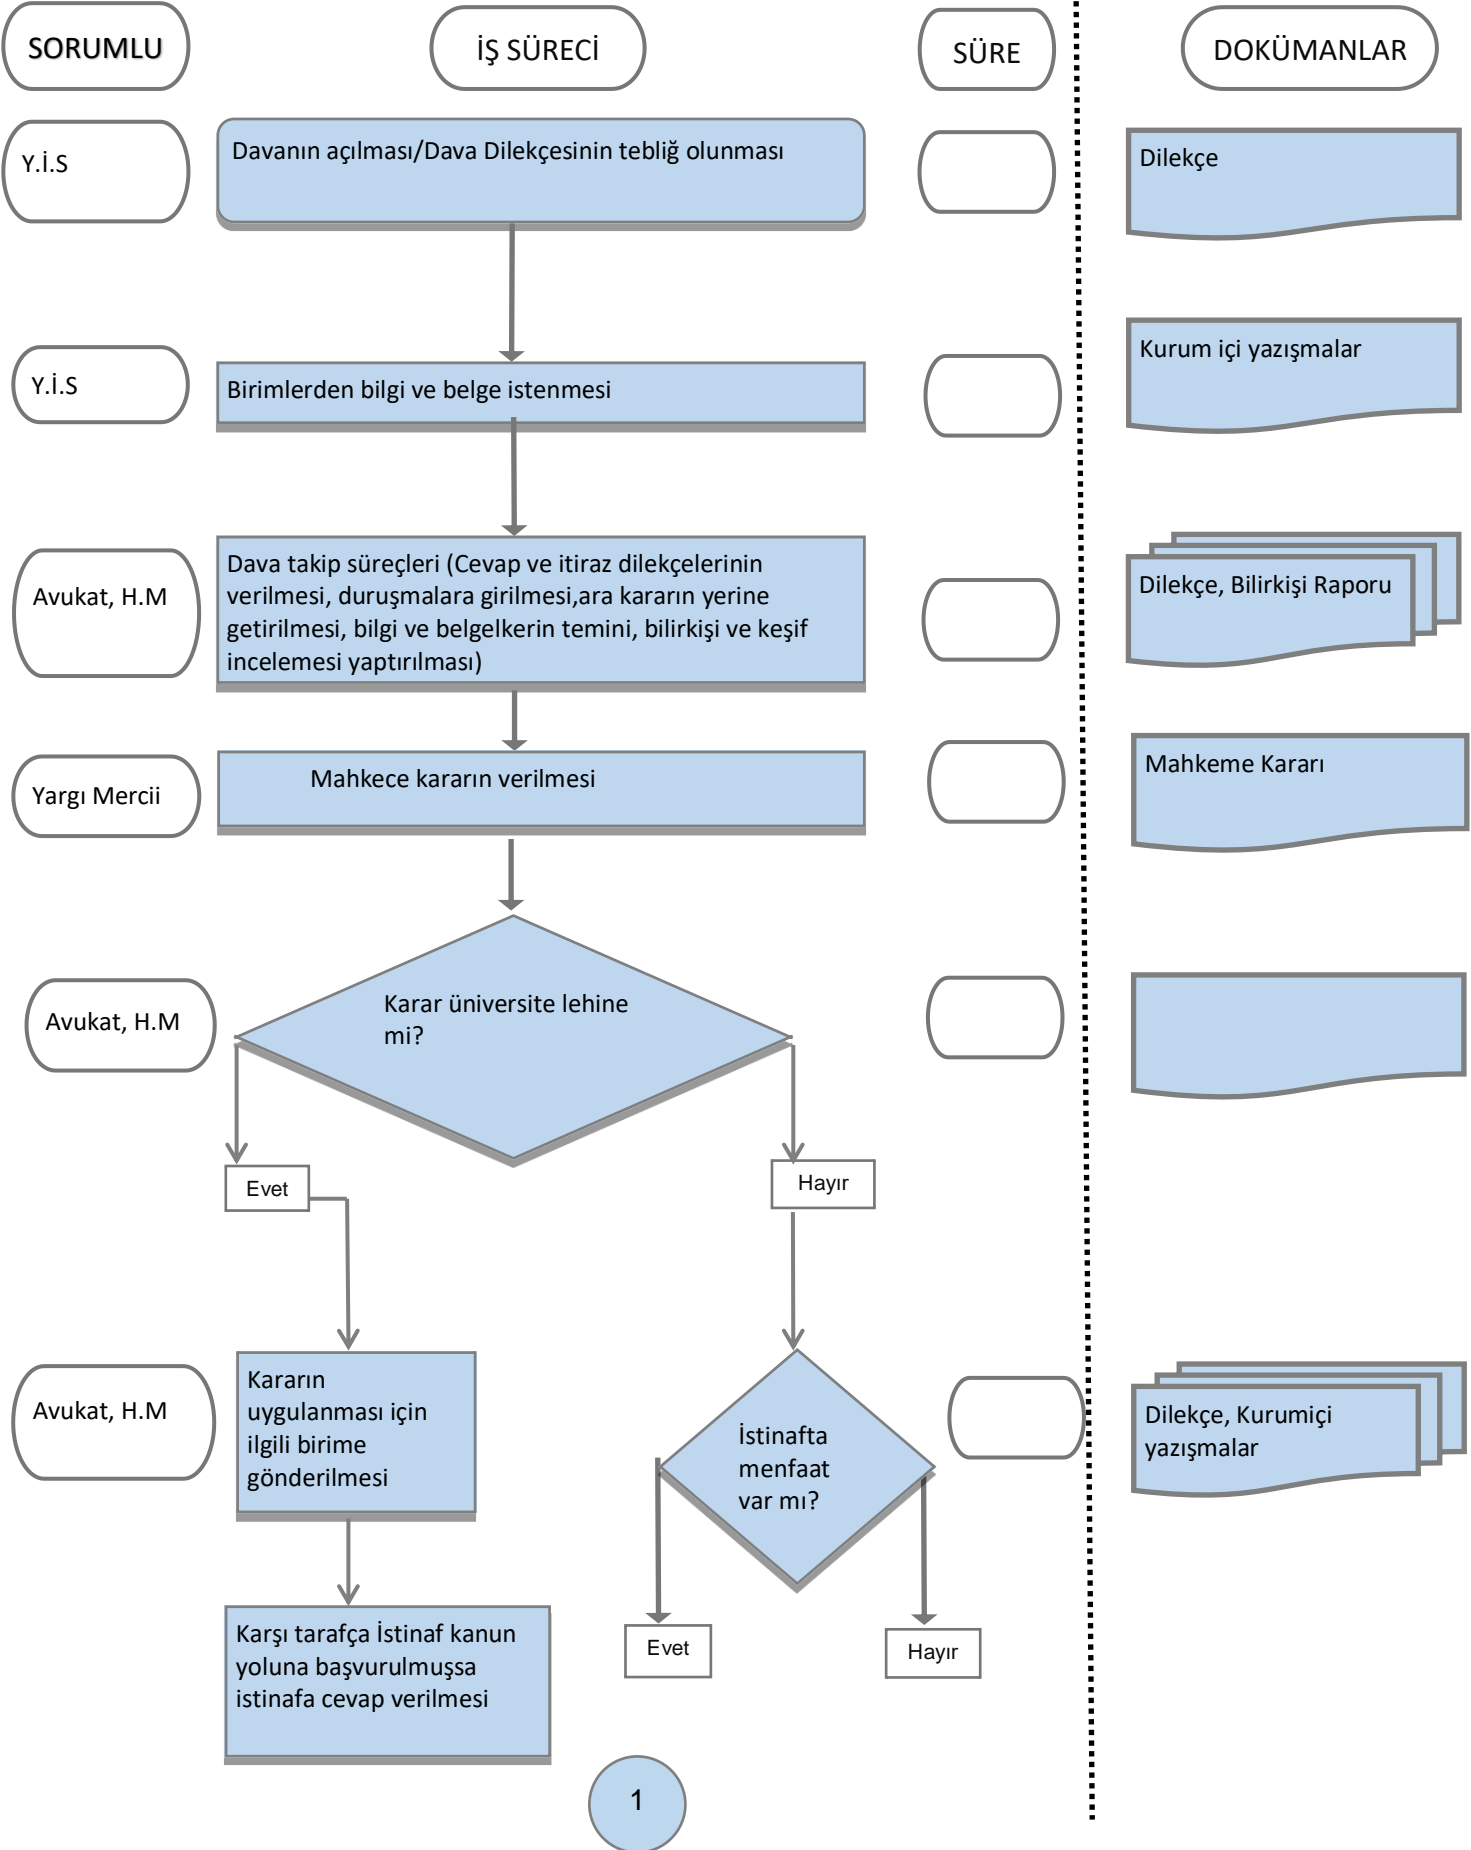 SORUMLU
İŞ SÜRECİ
SÜRE
DOKÜMANLAR
Y.İ.S
Davanın açılması/Dava Dilekçesinin tebliğ olunması
Dilekçe
Y.İ.S
Birimlerden bilgi ve belge istenmesi
Kurum içi yazışmalar
Avukat, H.M
Dava takip süreçleri (Cevap ve itiraz dilekçelerinin
verilmesi, duruşmalara girilmesi,ara kararın yerine
getirilmesi, bilgi ve belgelkerin temini, bilirkişi ve keşif
incelemesi yaptırılması)
Dilekçe, Bilirkişi Raporu
Yargı Mercii
Mahkece kararın verilmesi
Mahkeme Kararı
Avukat, H.M
Karar üniversite lehine
mi?
Evet
Hayır
Avukat, H.M
Kararın
uygulanması için
ilgili birime
gönderilmesi
İstinafta
menfaat
var mı?
Dilekçe, Kurumiçi
yazışmalar
Karşı tarafça İstinaf kanun
yoluna başvurulmuşsa
istinafa cevap verilmesi
Evet
Hayır
1